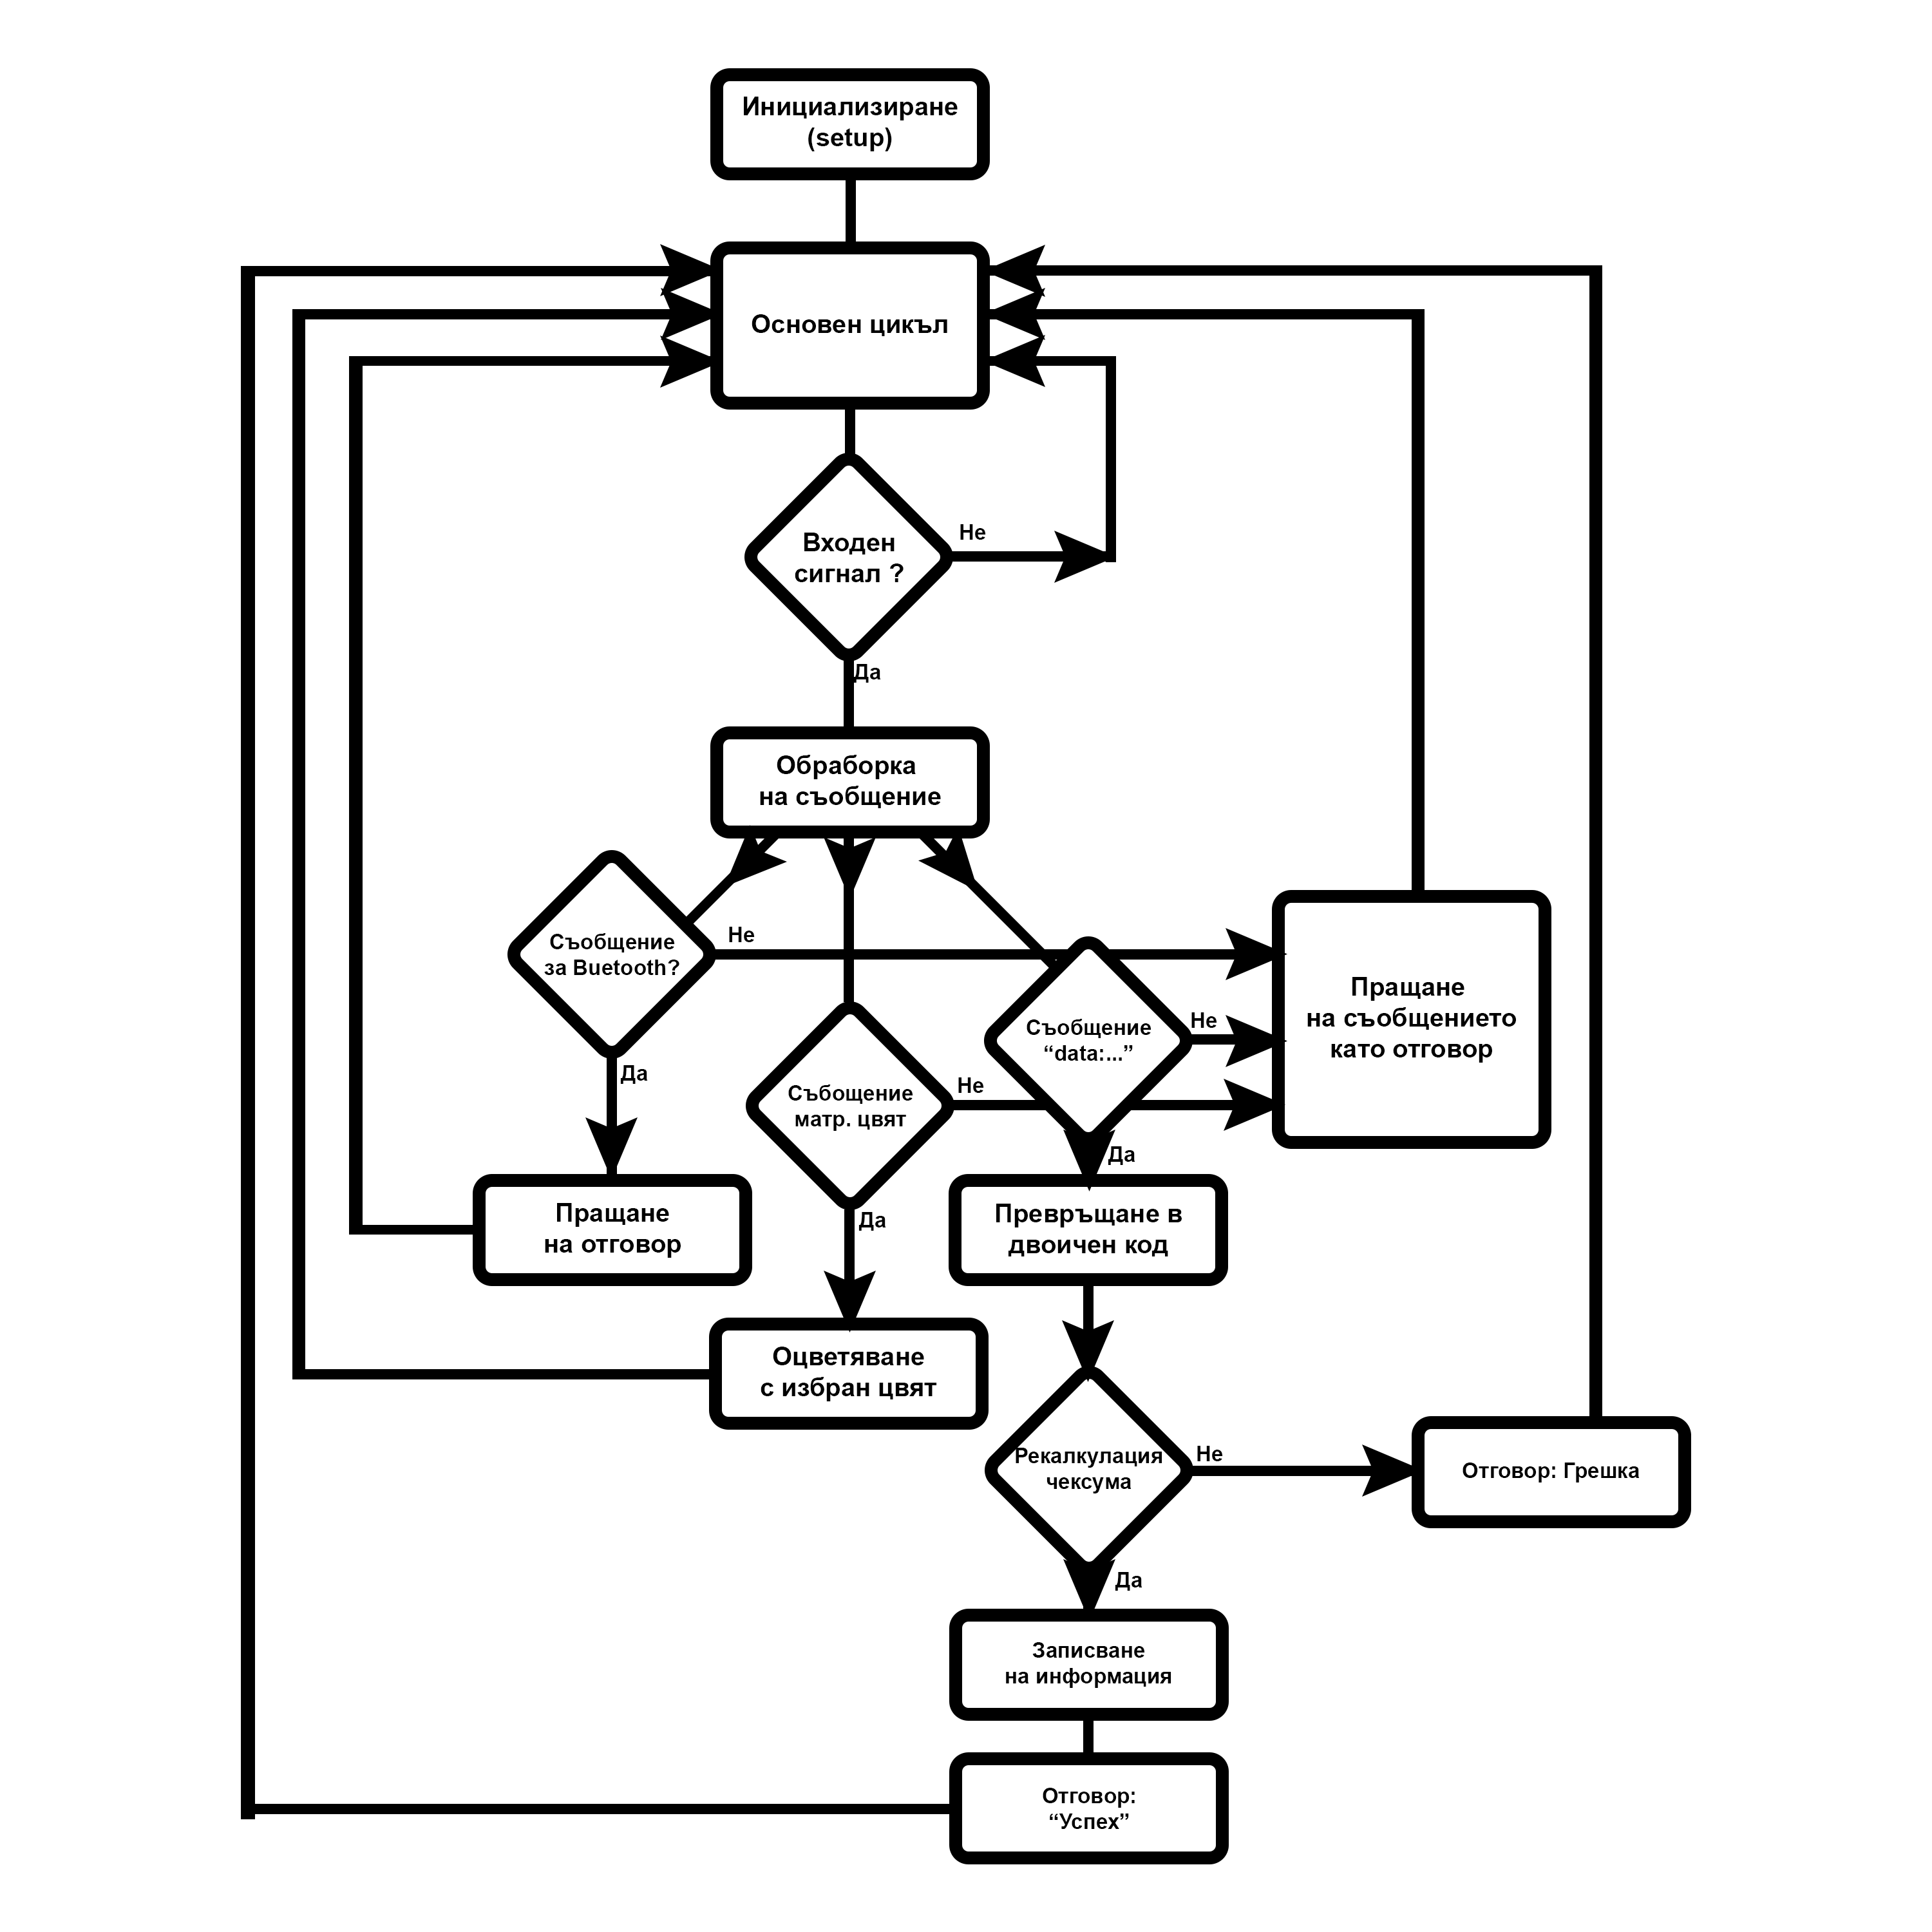 Инициализиране
(setup)
Основен цикъл
Входен
сигнал ?
Не
Да
Обраборка
на съобщение
Съобщение
за Buetooth?
Не
Да
Събощение
матр. цвят
Не
Да
Съобщение
“data:...”
Не
Да
Пращане
на съобщението
като отговор
Пращане
на отговор
Превръщане в
двоичен код
Оцветяване
с избран цвят
Рекалкулация
чексума
Не
Да
Отговор: Грешка
Записване
на информация
Отговор:
“Успех”